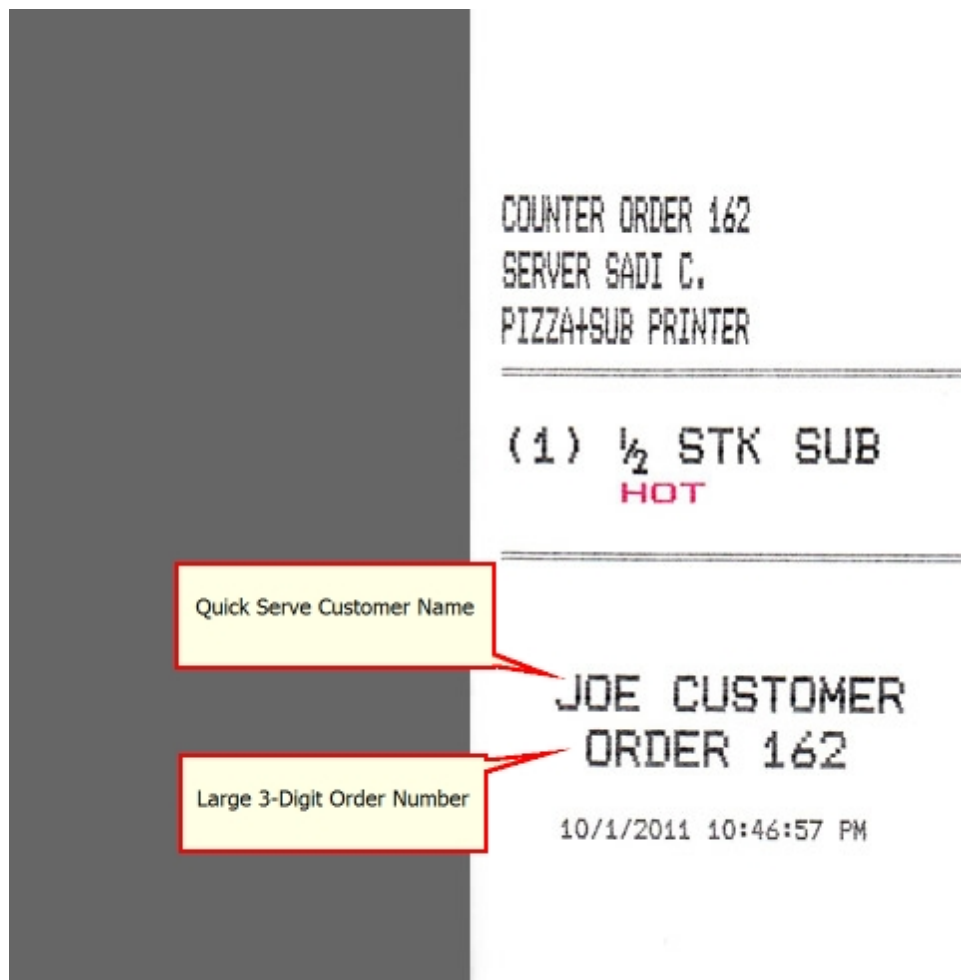 COUNTER ORDER 162
SERVER SADI C.
PIZZA+SUB PRINTER
(1) ½ STK SUB
HOT
Quick Serve Customer Name
JOE CUSTOMER
ORDER 162
Large 3-Digit Order Number
10/1/2011 10:46:57 PM